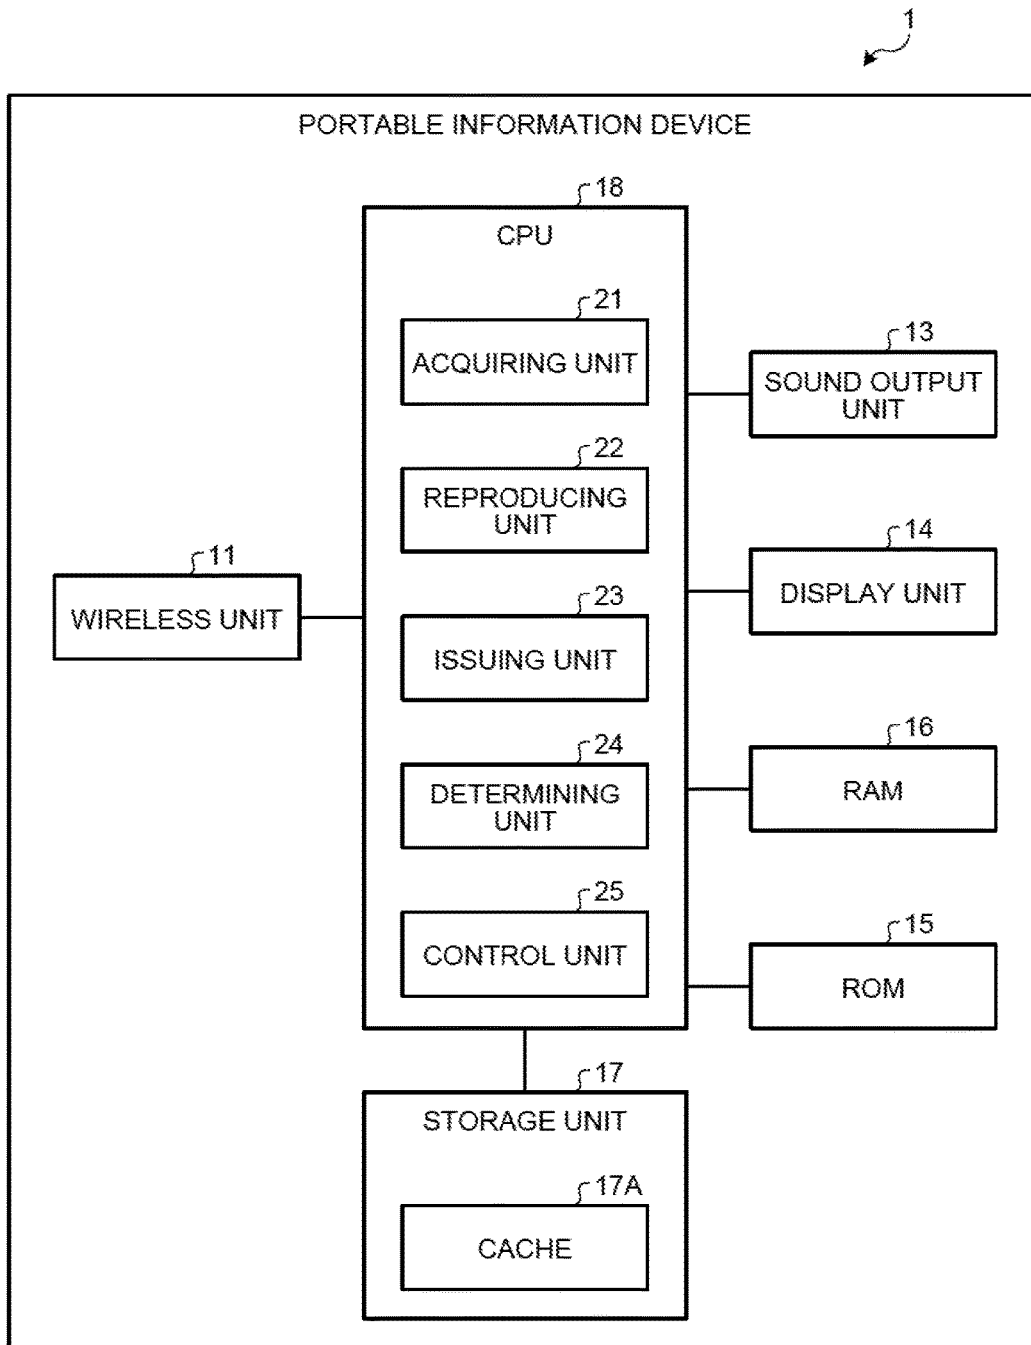 1
PORTABLE INFORMATION DEVICE
18
CPU
21
ACQUIRING UNIT
22
REPRODUCING
UNIT
23
ISSUING UNIT
24
DETERMINING
UNIT
25
CONTROL UNIT
11
WIRELESS UNIT
13
SOUND OUTPUT
UNIT
14
DISPLAY UNIT
16
RAM
15
ROM
17
STORAGE UNIT
17A
CACHE